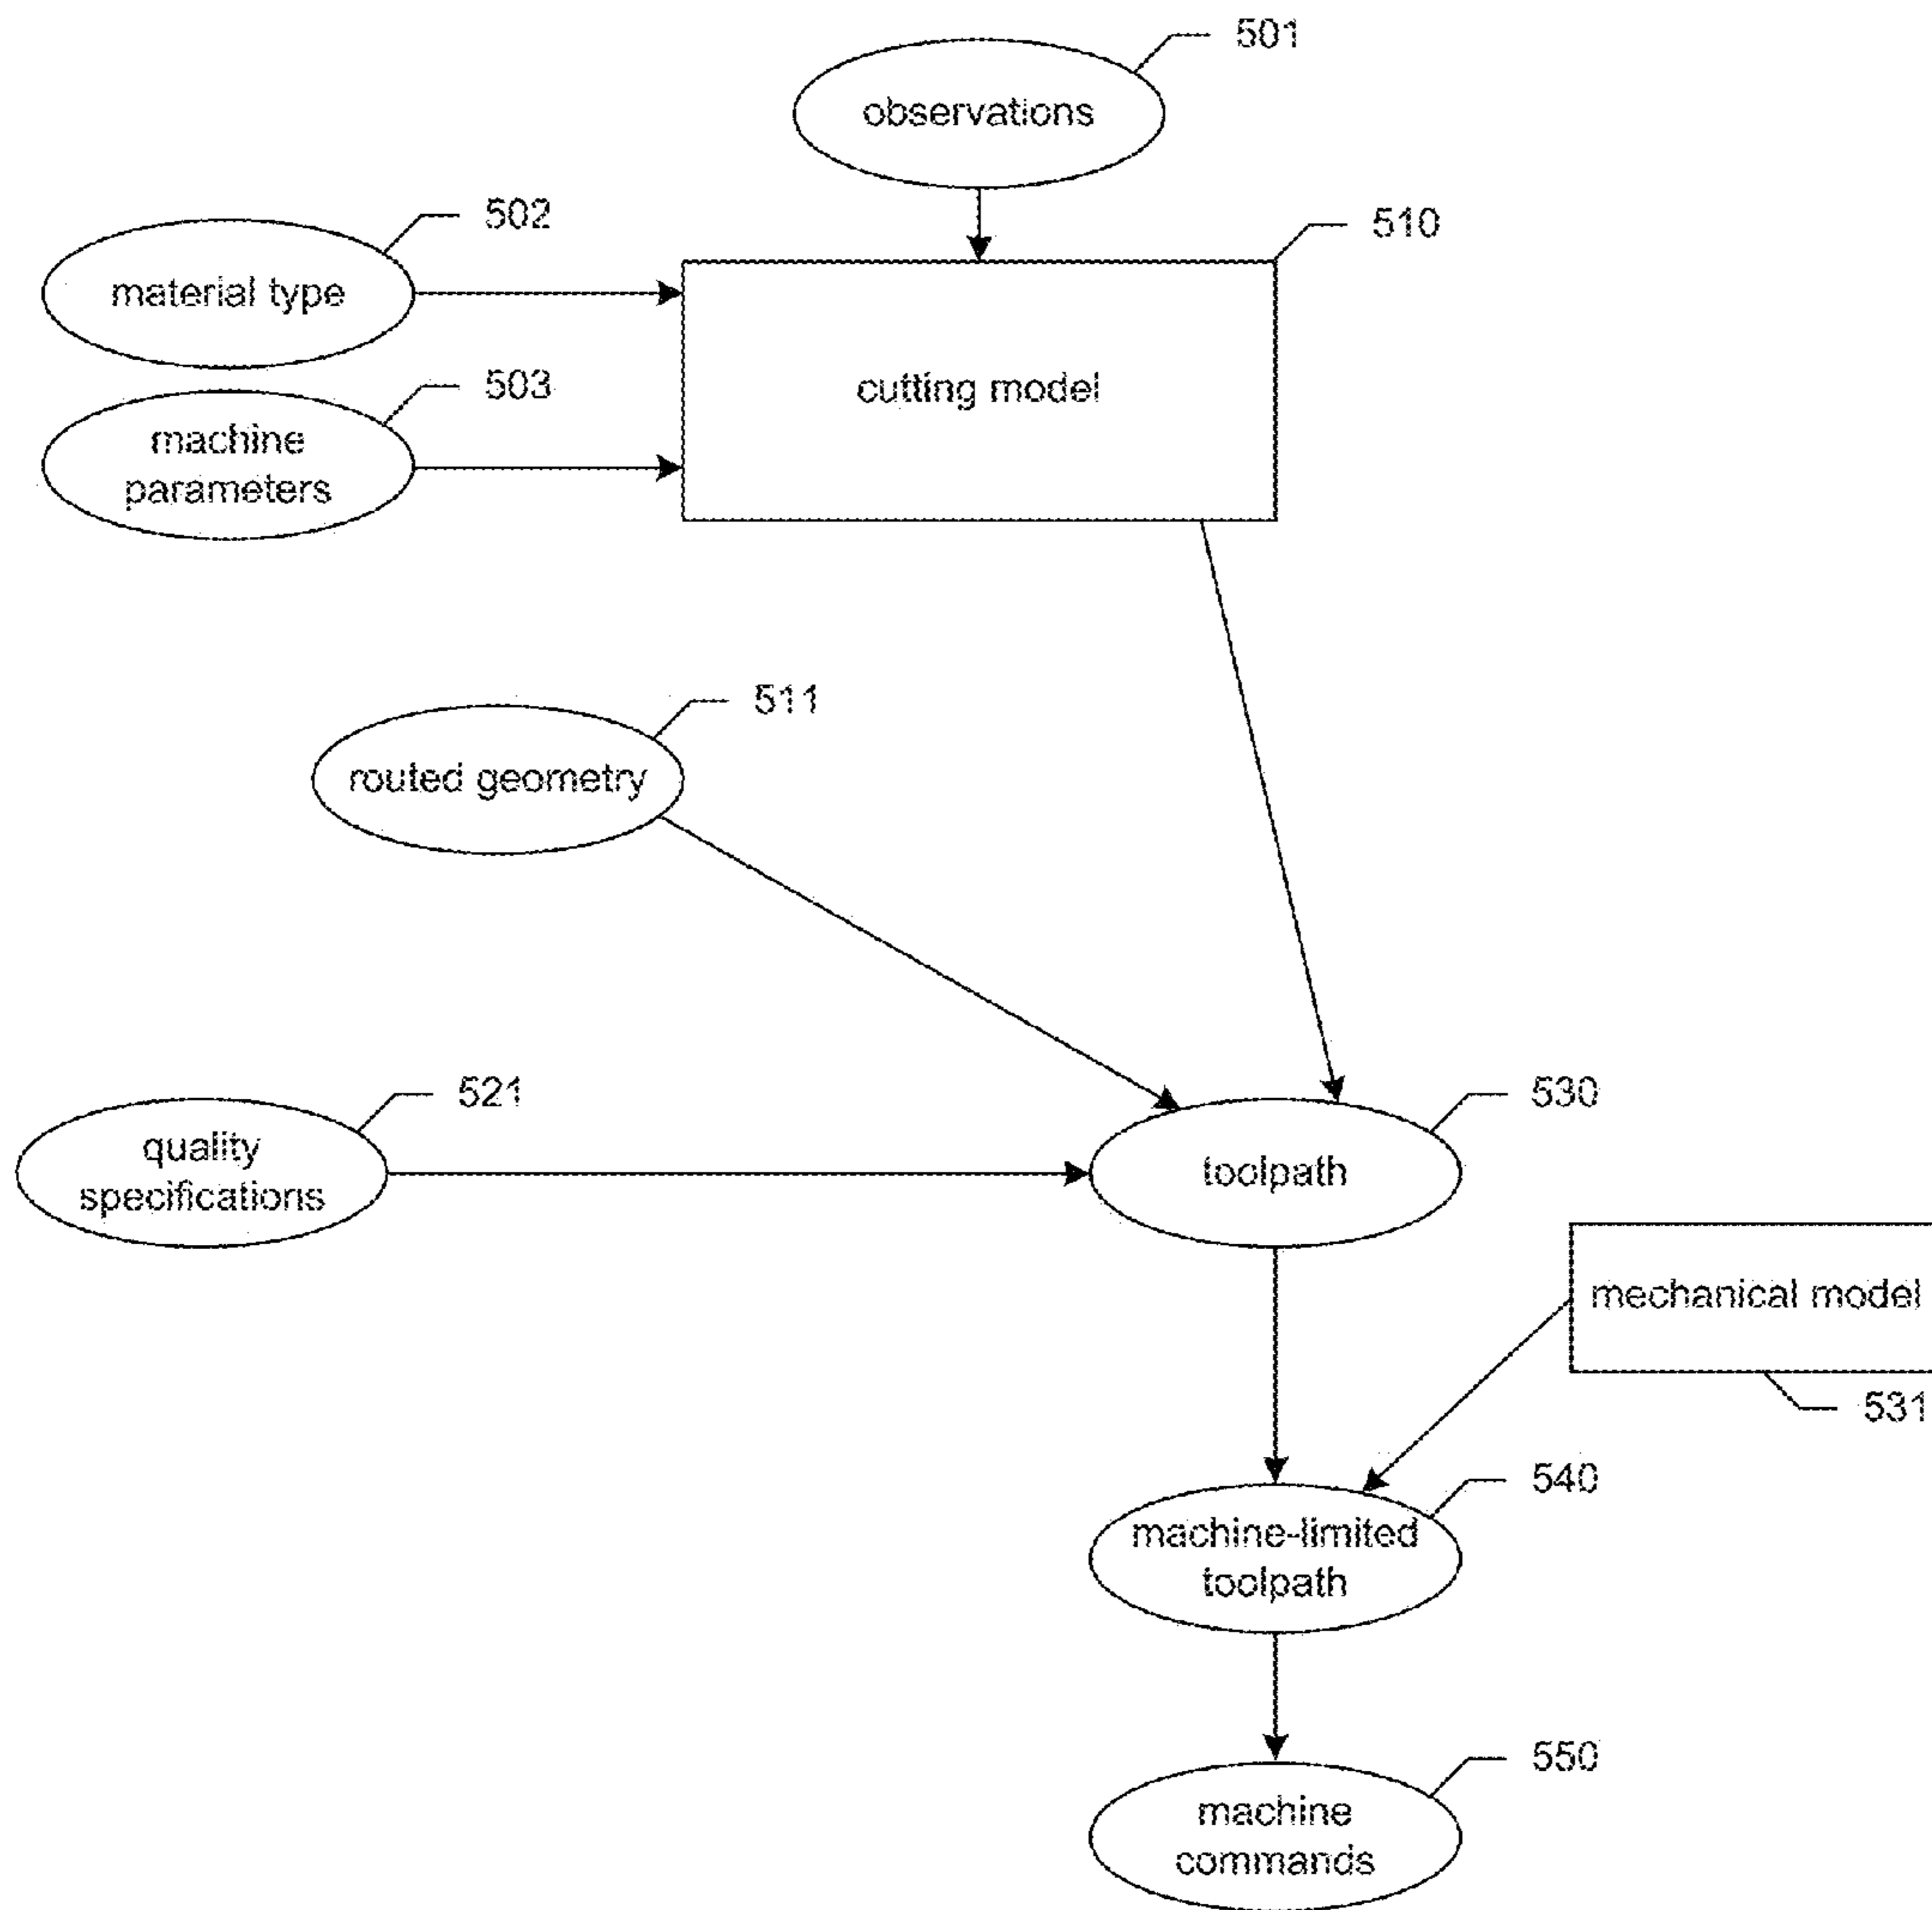 501
observations
502
material type
510
503
machine
parameters
cutting model
511
routed geometry
521
quality
specifications
530
toolpath
mechanical model
531
540
machine-limited
toolpath
550
machine
commands